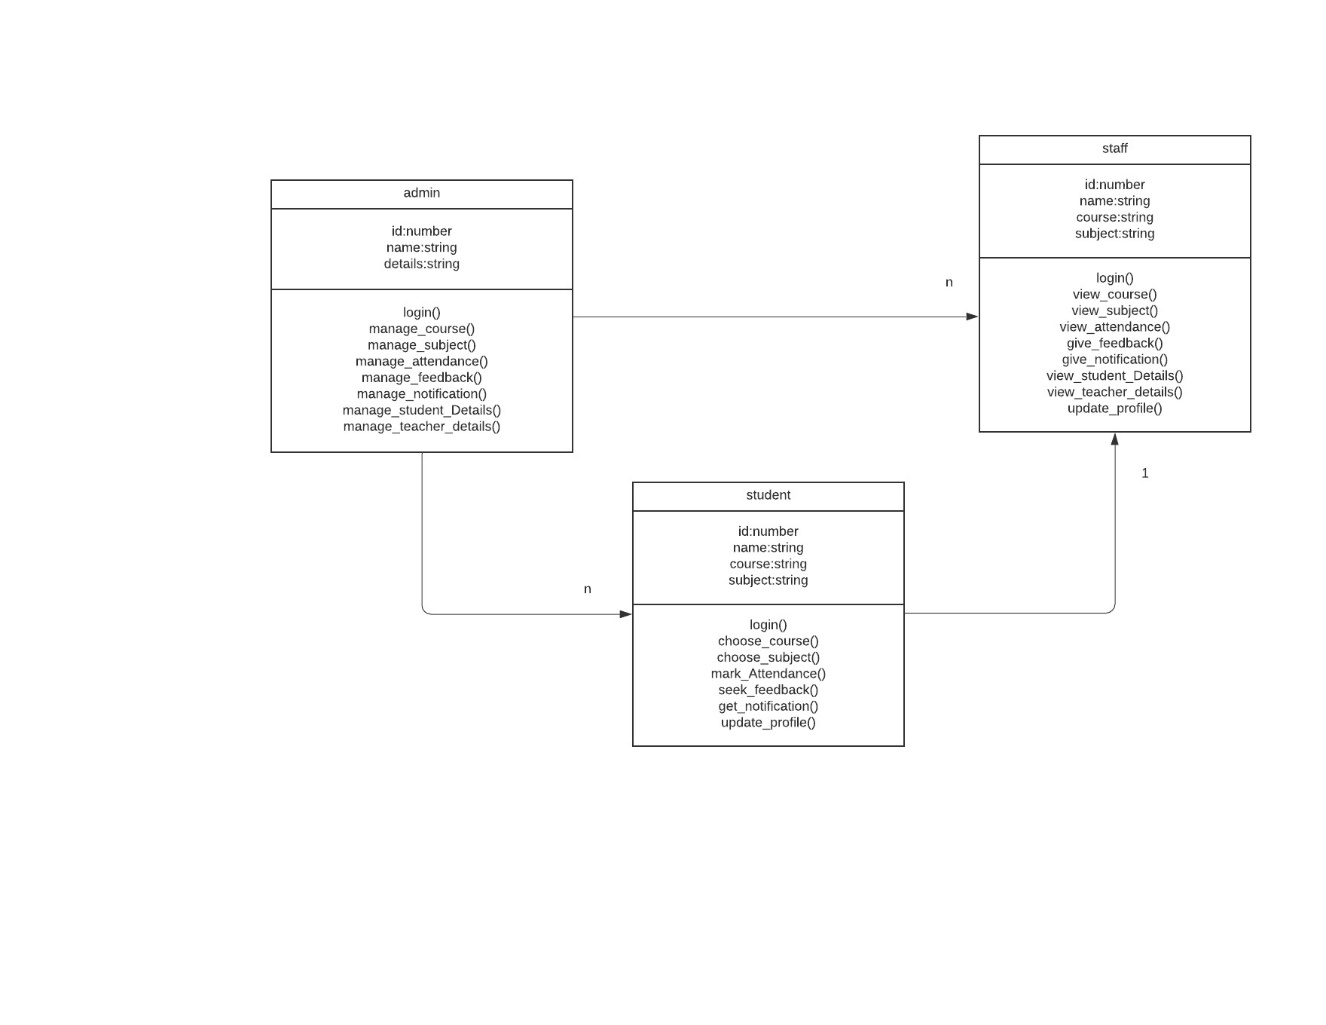 admin
id:number
name:string
details:string
login()
manage_course()
manage_subject()
manage_attendance()
manage_feedback()
manage_notification()
manage_student_Details()
manage_teacher_details()
n
staff
id:number
name:string
course:string
subject:string
login()
view_course()
view_subject()
view_attendance()
give_feedback()
give_notification()
view_student_Details()
view_teacher_details()
update_profile()
1
n
student
id:number
name:string
course:string
subject:string
login()
choose_course()
choose_subject()
mark_Attendance()
seek_feedback()
get_notification()
update_profile()